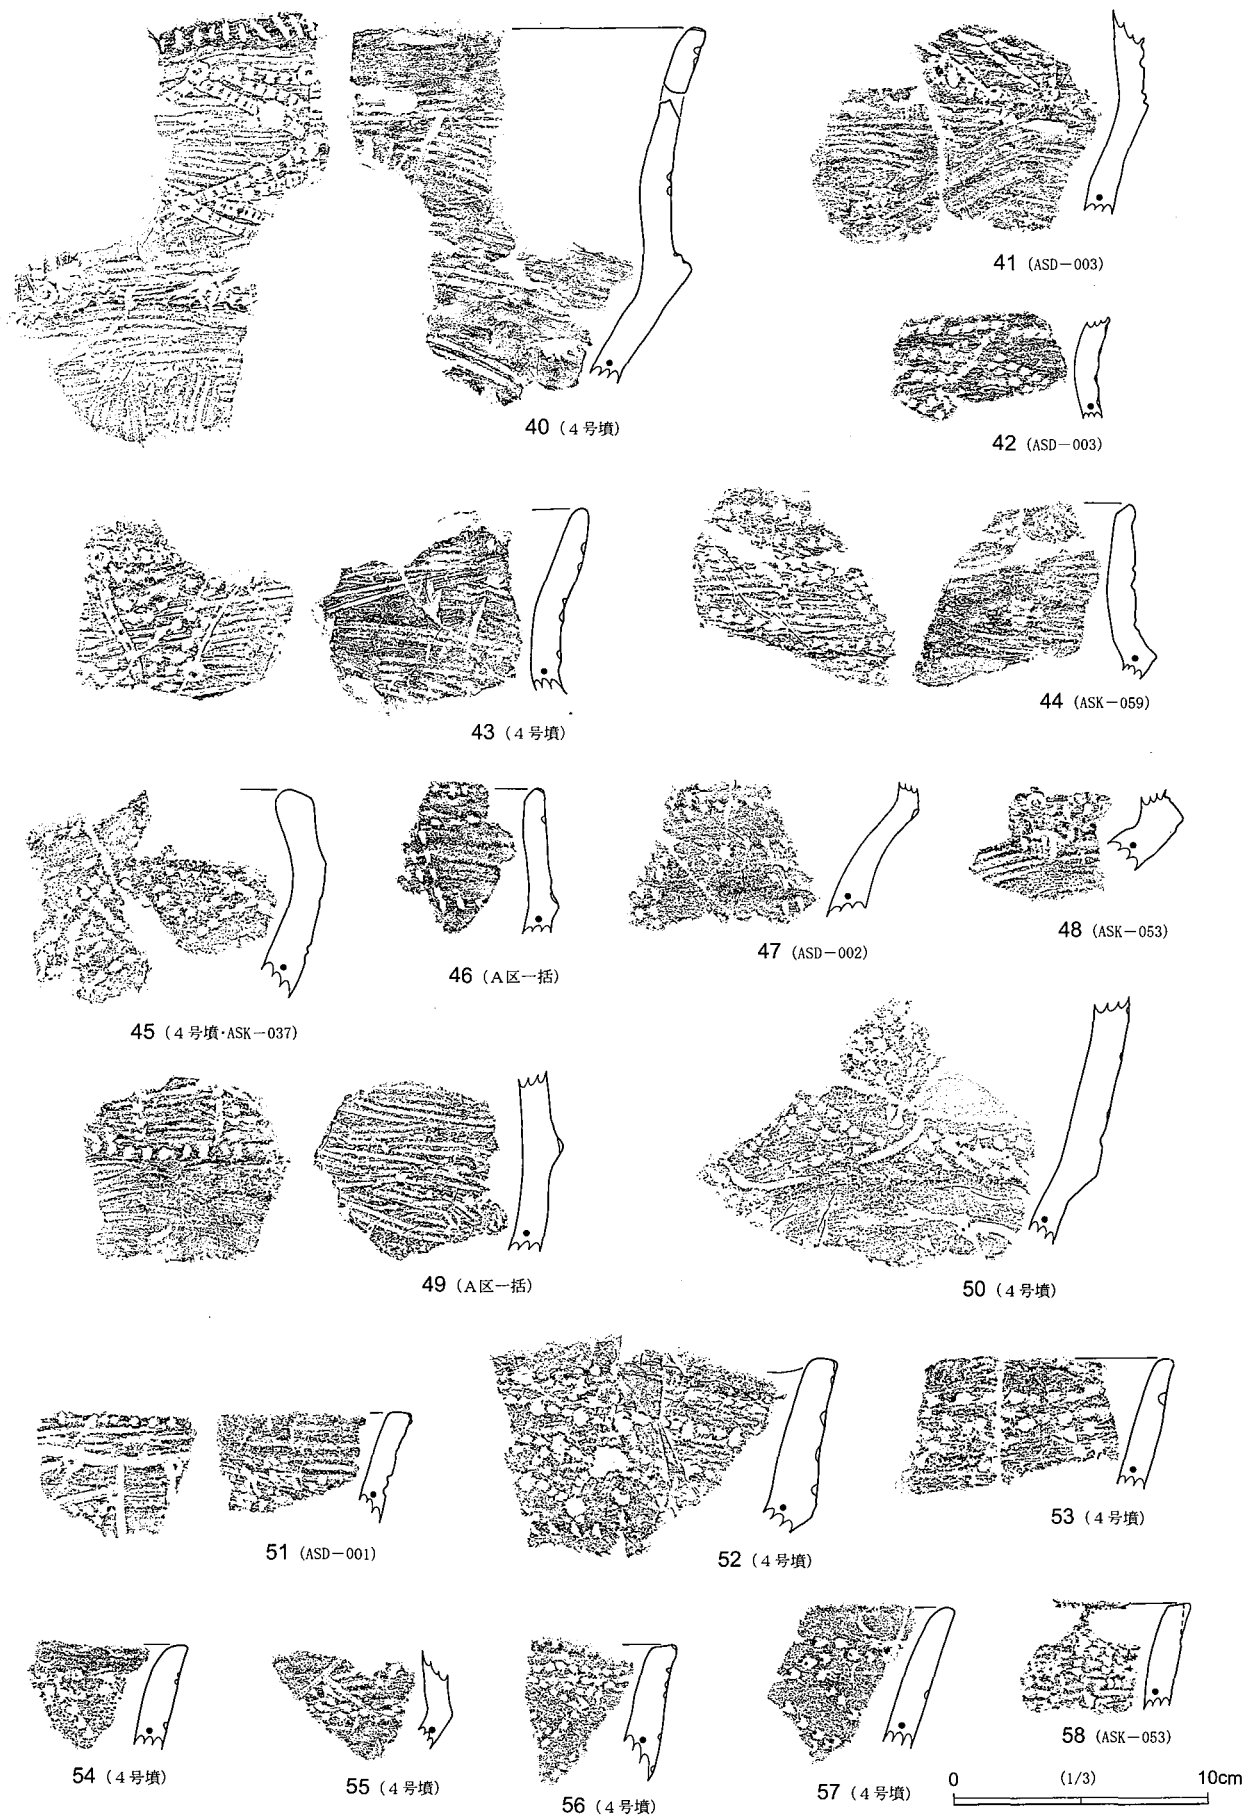 40 (4号墳)
41 (ASD-003)
42 (ASD-003)
43 (4号墳)
44 (ASK-059)
45 (4号墳・ASK-037)
46 (A区一括)
47 (ASD-002)
48 (ASK-053)
49 (A区一括)
50 (4号墳)
51 (ASD-001)
52 (4号墳)
53 (4号墳)
54 (4号墳)
55 (4号墳)
56 (4号墳)
57 (4号墳)
58 (ASK-053)
0 (1/3) 10cm